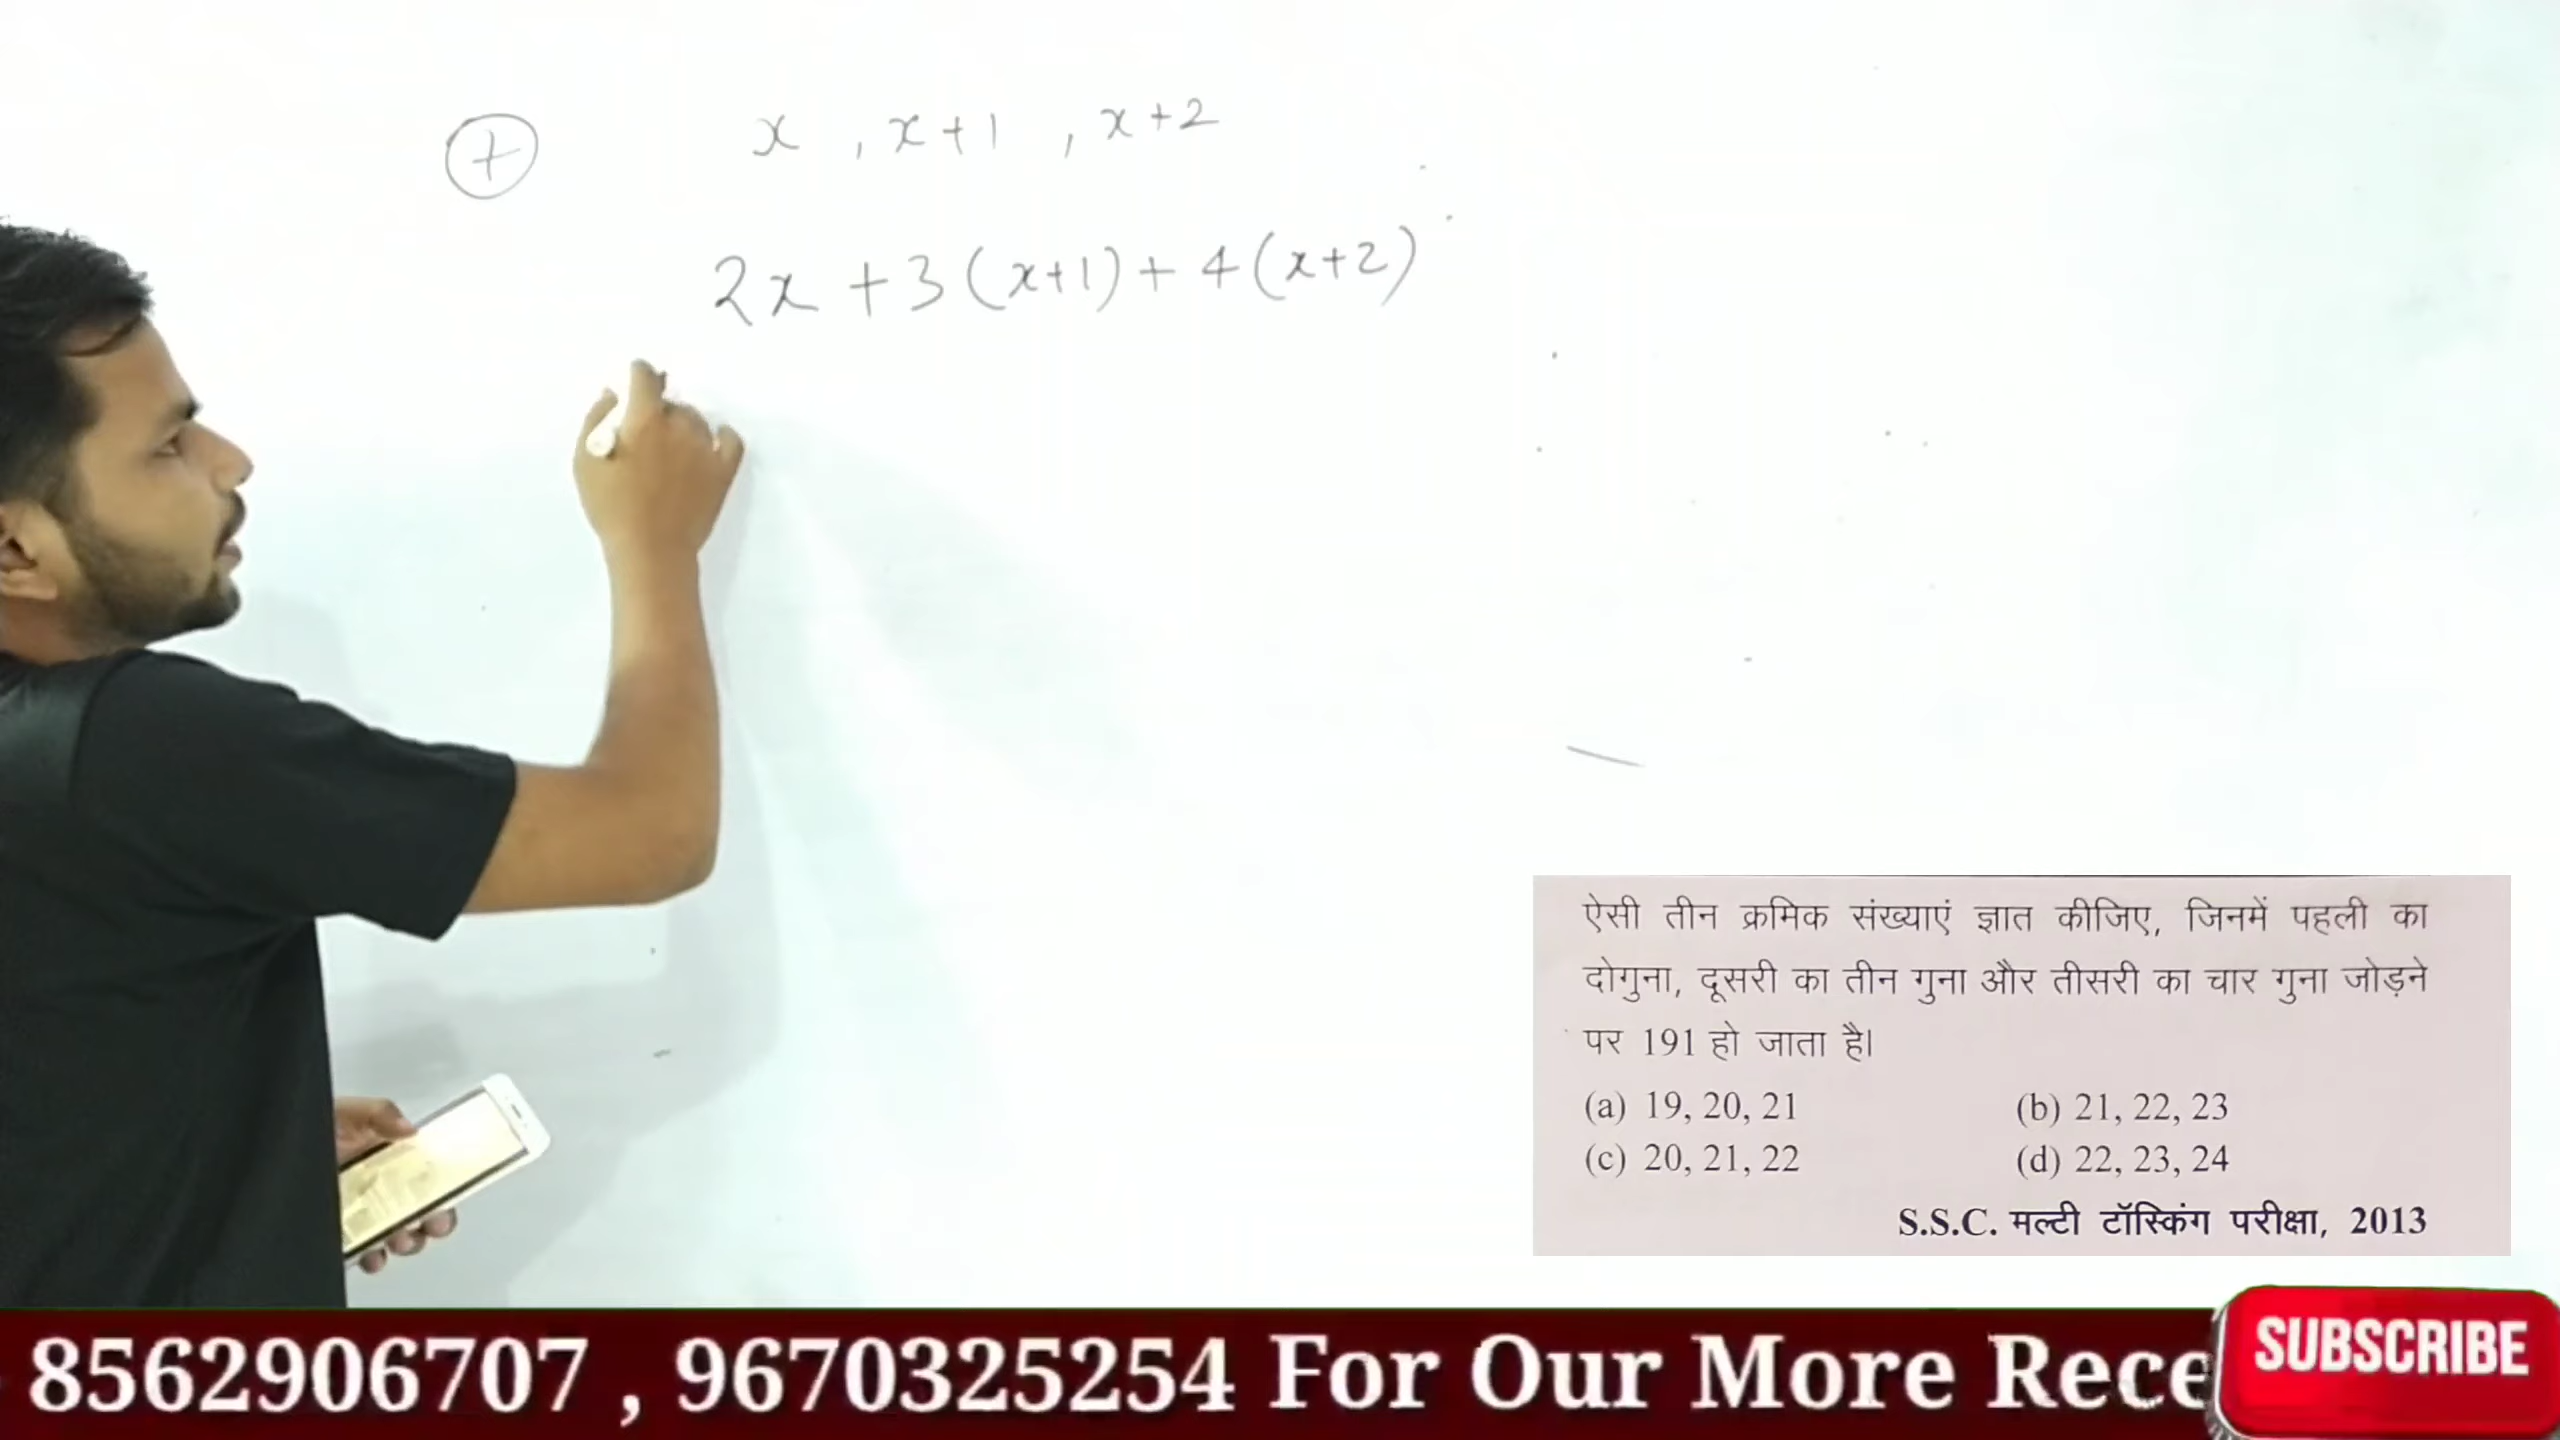 7 x , x+1 , x+2
2x +3 (x+1) + 4 (x+2)
ऐसी तीन क्रमिक संख्याएं ज्ञात कीजिए, जिनमें पहली का
दोगुना, दूसरी का तीन गुना और तीसरी का चार गुना जोड़ने
पर 191 हो जाता है।
(a) 19, 20, 21 (b) 21, 22, 23
(c) 20, 21, 22 (d) 22, 23, 24
S.S.C. मल्टी टॉस्किंग परीक्षा, 2013
8562906707 , 9670325254 For Our More Rece
SUBSCRIBE